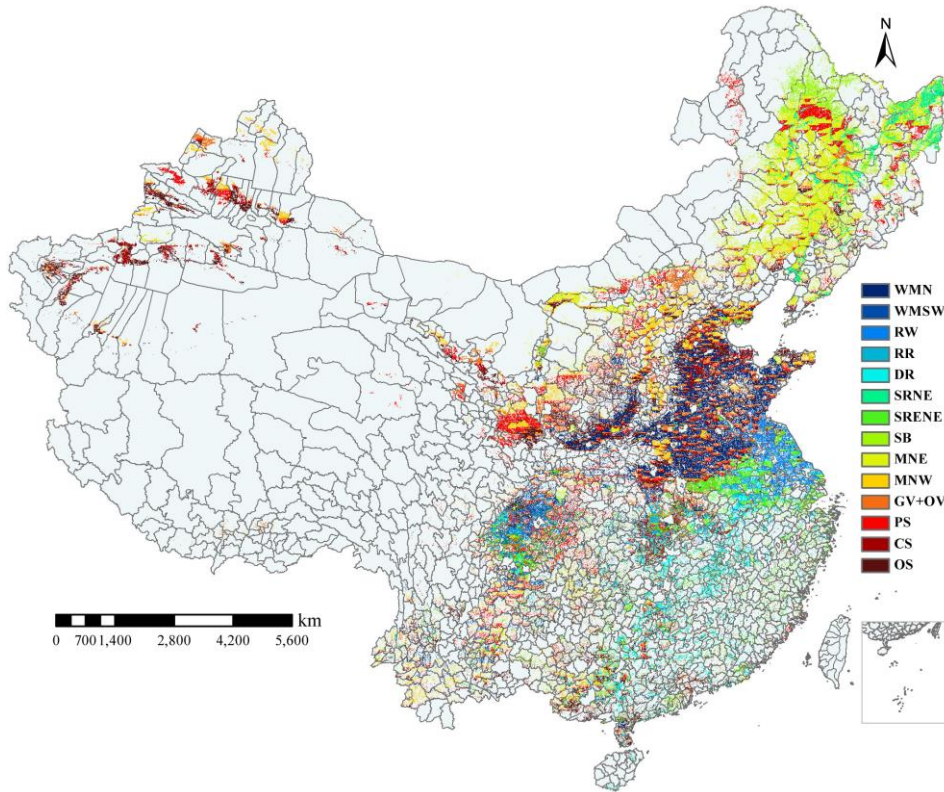 N
WMN
WMSW
RW
RR
DR
SRNE
SRENE
SB
MNE
MNW
GV+OV
PS
CS
OS
km
0 700 1,400 2,800 4,200 5,600